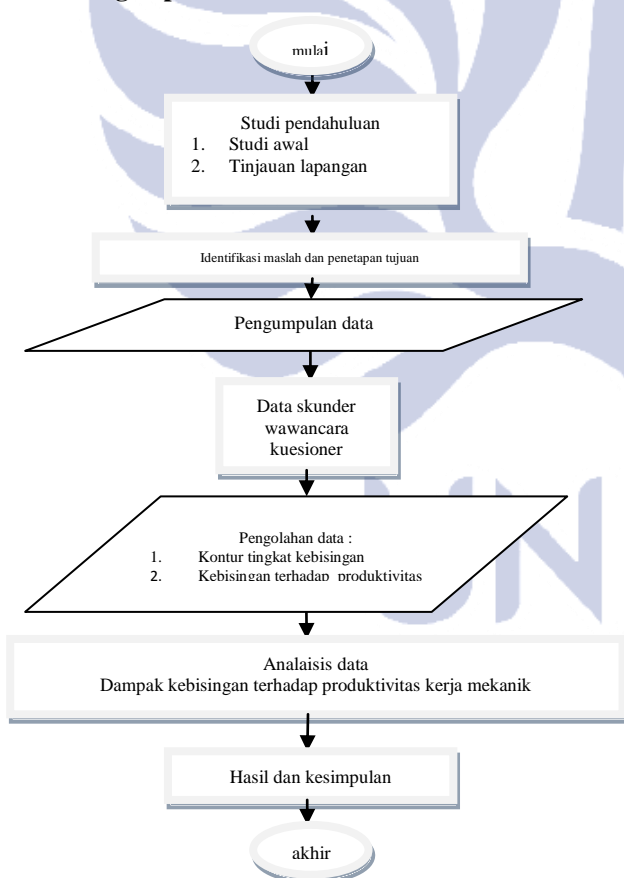 mulai
Studi pendahuluan
1. Studi awal
2. Tinjauan lapangan
Identifikasi maslah dan penetapan tujuan
Pengumpulan data
Data skunder
wawancara
kuesioner
Pengolahan data :
1. Kontur tingkat kebisingan
2. Kebisingan terhadap produktivitas
Analaisis data
Dampak kebisingan terhadap produktivitas kerja mekanik
Hasil dan kesimpulan
akhir
UN